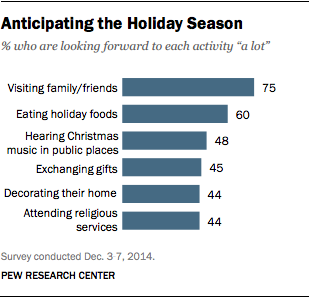 Anticipating the Holiday Season
% who are looking forward to each activity “a lot”
Visiting family/friends 75
Eating holiday foods 60
Hearing Christmas
music in public places 48
Exchanging gifts 45
Decorating their home 44
Attending religious
services 44
Survey conducted Dec. 3-7, 2014.
PEW RESEARCH CENTER